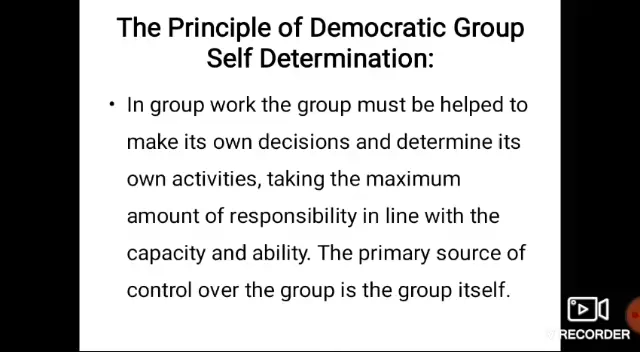 The Principle of Democratic Group
Self Determination:
• In group work the group must be helped to
make its own decisions and determine its
own activities, taking the maximum
amount of responsibility in line with the
capacity and ability. The primary source of
control over the group is the group itself.
RECORDER